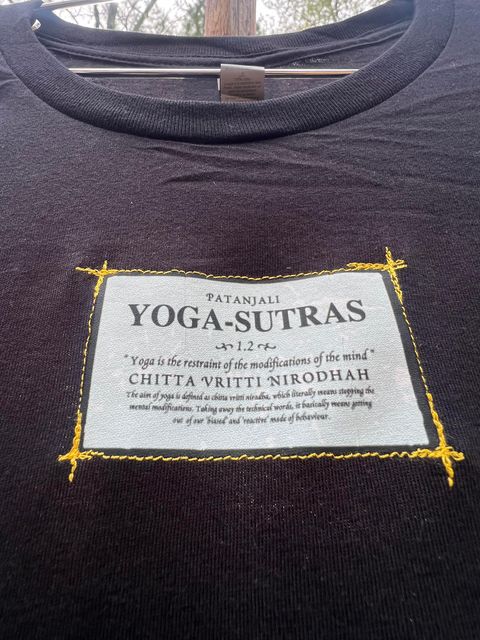 PATANJALI
YOGA-SUTRAS
1.2
"Yoga is the restraint of the modifications of the mind"
CHITTA VRITTI NIRODHAH
The aim of yoga is defined as chitta vritti nirodha, which literally means stopping the
mental modifications. Taking away the technical words, it basically means getting
out of our 'biased' and 'reactive' mode of behaviour.